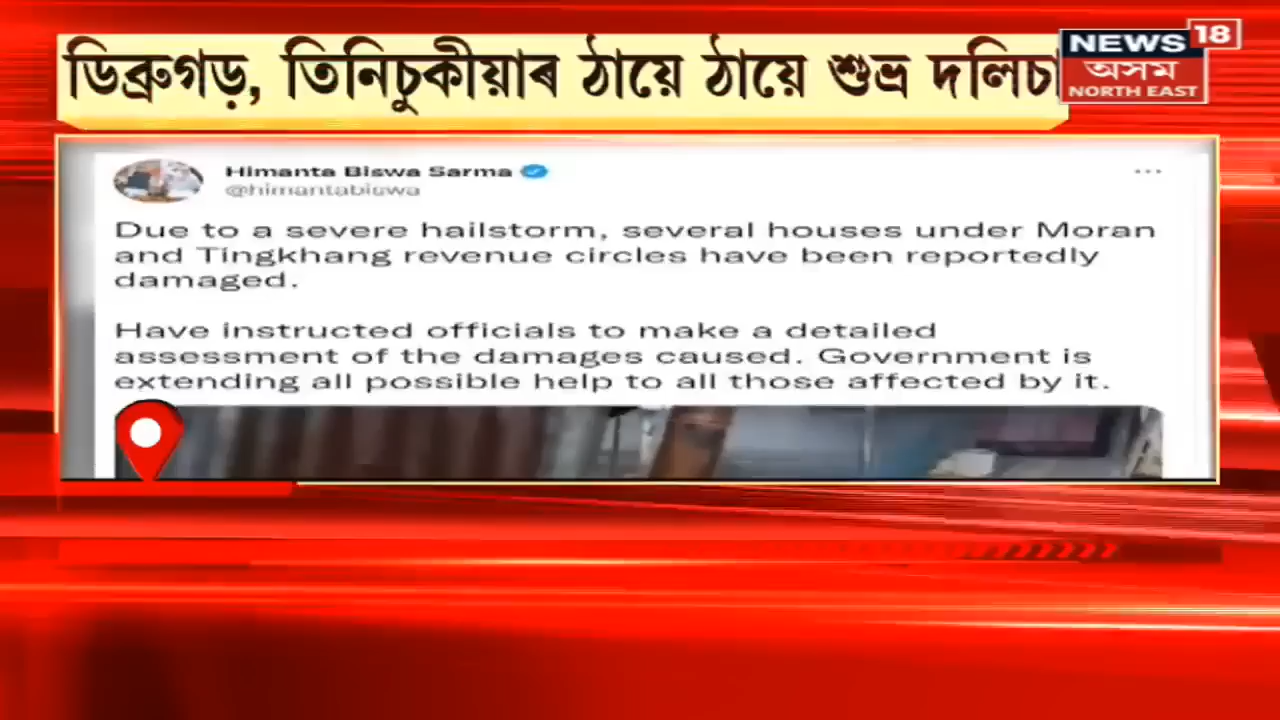 ডিব্ৰুগড়, তিনিচুকীয়াৰ ঠায়ে ঠায়ে শুভ্ৰ দলিচা
NEWS 18
অসম
NORTH EAST
Himanta Biswa Sarma
@himantabiswa
Due to a severe hailstorm, several houses under Moran
and Tingkhang revenue circles have been reportedly
damaged.
Have instructed officials to make a detailed
assessment of the damages caused. Government is
extending all possible help to all those affected by it.